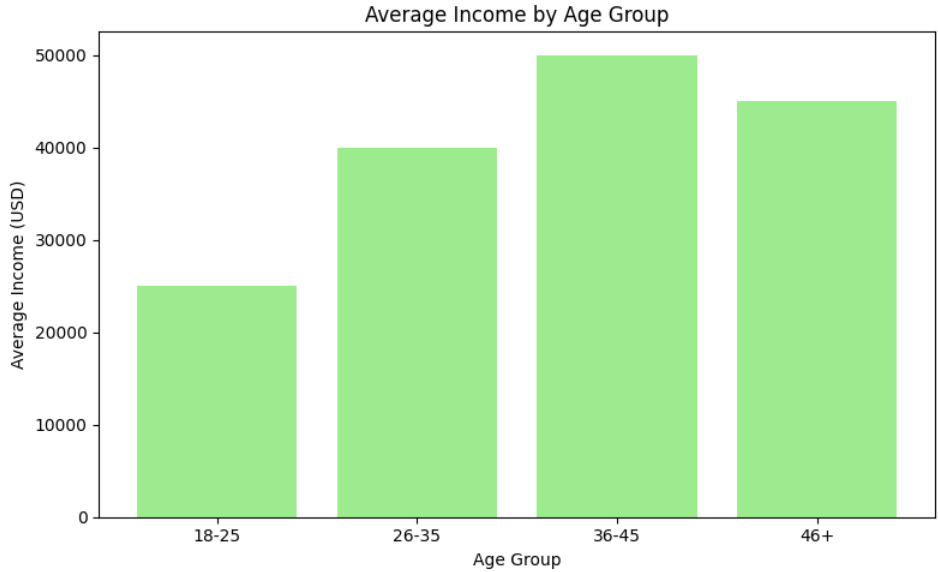 Average Income by Age Group
Average Income (USD)
50000
40000
30000
20000
10000
0
18-25 26-35 36-45 46+
Age Group